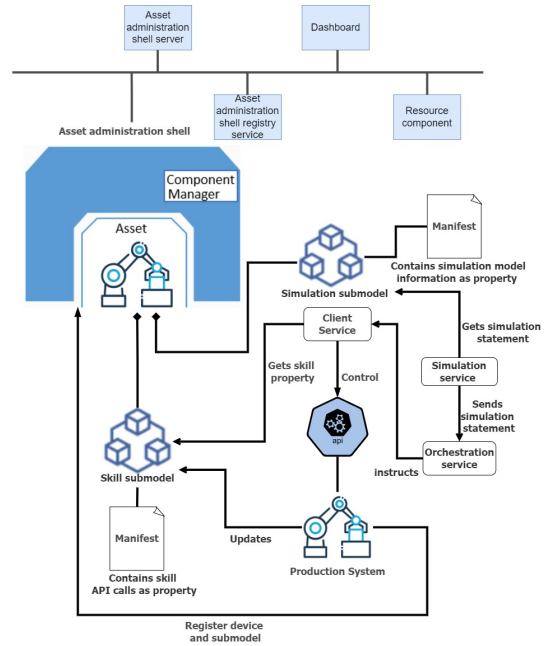 Asset
administration
shell server
Dashboard
Asset
administration
shell registry
service
Resource
component
Asset administration shell
Component
Manager
Asset
Manifest
Contains simulation model
information as property
Simulation submodel
Client
Service
Gets simulation
statement
Gets skill
property
Control
Simulation
service
Sends
simulation
statement
api
Orchestration
service
instructs
Skill submodel
Manifest
Updates
Production System
Contains skill
API calls as property
Register device
and submodel